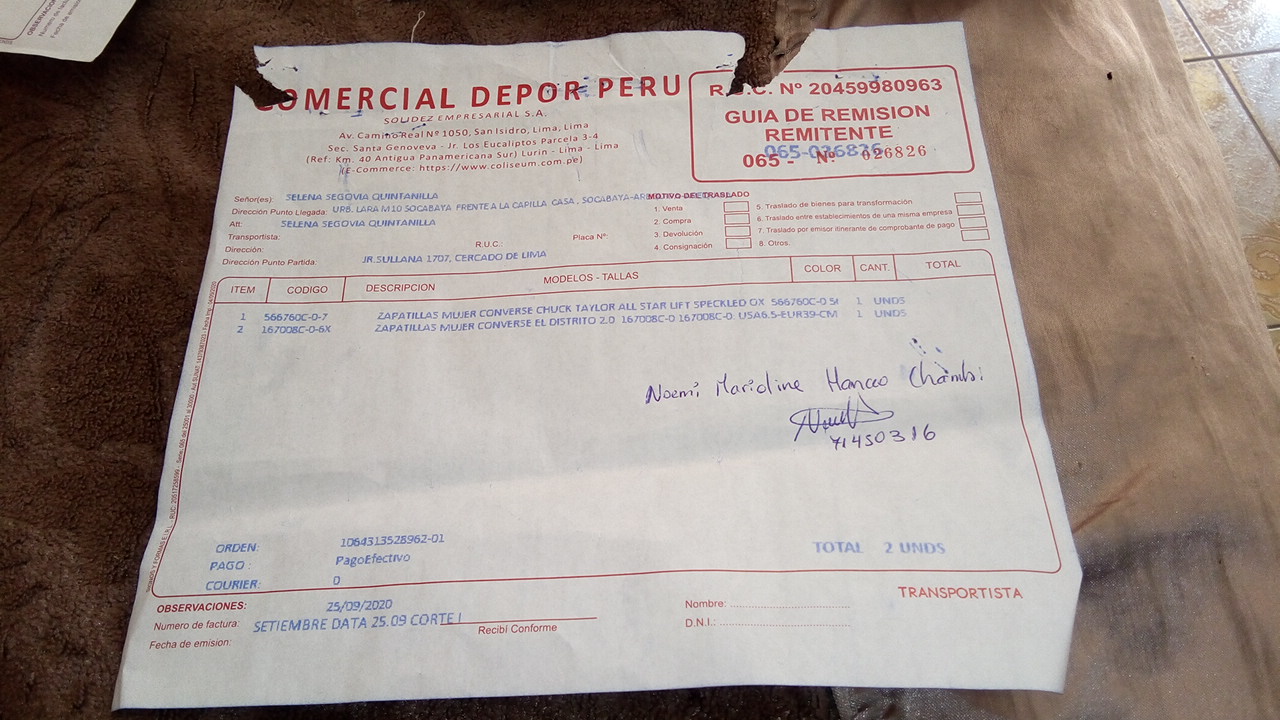 COMERCIAL DEPOR PERU
SOLIDEZ EMPRESARIAL S.A.
Av. Camino Real Nº 1050, San Isidro, Lima, Lima
Sec. Santa Genoveva - Jr. Los Eucaliptos Parcela 3-4
(Ref: Km. 40 Antigua Panamericana Sur) Lurin - Lima - Lima
(E-Commerce: https://www.coliseum.com.pe)
R.U.C. Nº 20459980963
GUIA DE REMISION
REMITENTE
065-026826
065 - Nº 026826
Señor(es): SELENA SEGOVIA QUINTANILLA
Dirección Punto Llegada: URB. LARA M10 SOCABAYA FRENTE A LA CAPILLA CASA , SOCABAYA-
Att: SELENA SEGOVIA QUINTANILLA
Transportista:
R.U.C.:
Placa Nº:
Dirección:
Dirección Punto Partida: JR.SULLANA 1707, CERCADO DE LIMA
MOTIVO DEL TRASLADO
1. Venta
2. Compra
3. Devolución
4. Consignación
5. Traslado de bienes para transformación
6. Traslado entre establecimientos de una misma empresa
7. Traslado por emisor itinerante de comprobante de pago
8. Otros.
ITEM CODIGO DESCRIPCION MODELOS - TALLAS COLOR CANT. TOTAL
1 566760C-0-7 ZAPATILLAS MUJER CONVERSE CHUCK TAYLOR ALL STAR LIFT SPECKLED OX 566760C-0 1 UNDS
2 167008C-0-6X ZAPATILLAS MUJER CONVERSE EL DISTRITO 2.0 167008C-0 167008C-0 USA6.5-EUR39-CM 1 UNDS
Noemi Maridine Hancco Chambi
71450316
ORDEN: 1064313528962-01
PAGO : PagoEfectivo
COURIER: 0
TOTAL 2 UNDS
OBSERVACIONES: 25/09/2020
Numero de factura: SETIEMBRE DATA 25.09 CORTE I
Fecha de emision:
Recibí Conforme
Nombre:
D.N.I.:
TRANSPORTISTA